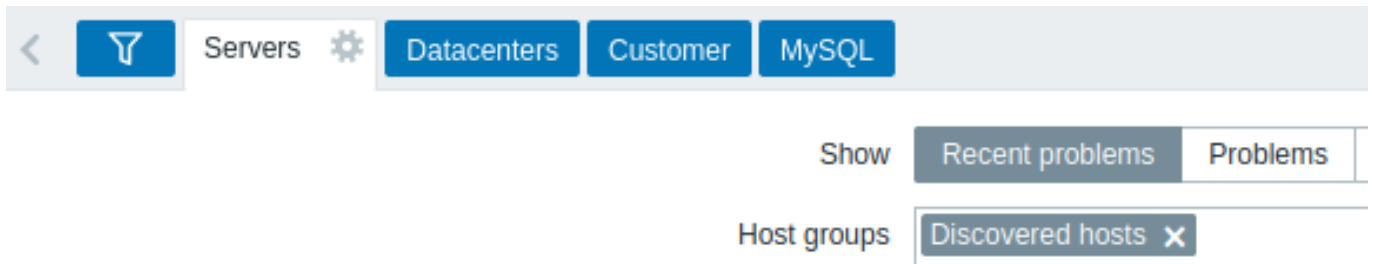 Servers Datacenters Customer MySQL
Show Recent problems Problems
Host groups Discovered hosts